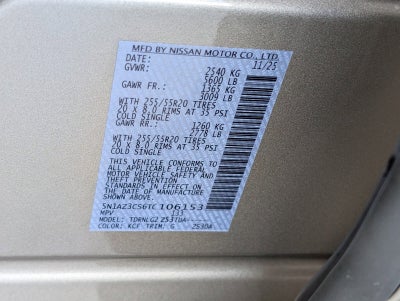 MFD BY NISSAN MOTOR CO., LTD.
DATE: 11/25
GVWR: 2540 KG
5600 LB
GAWR FR.: 1365 KG
3009 LB
WITH 255/55R20 TIRES
20 x 8.0 RIMS AT 35 PSI
COLD SINGLE
GAWR RR.: 1260 KG
2778 LB
WITH 255/55R20 TIRES
20 x 8.0 RIMS AT 35 PSI
COLD SINGLE
THIS VEHICLE CONFORMS TO
ALL APPLICABLE FEDERAL
MOTOR VEHICLE SAFETY
STANDARDS IN EFFECT ON
THE DATE OF MANUFACTURE
SHOWN ABOVE.
5N1AZ3CS6TC106153
MPV 133
MODEL:
COLOR: KCF TRIM: G